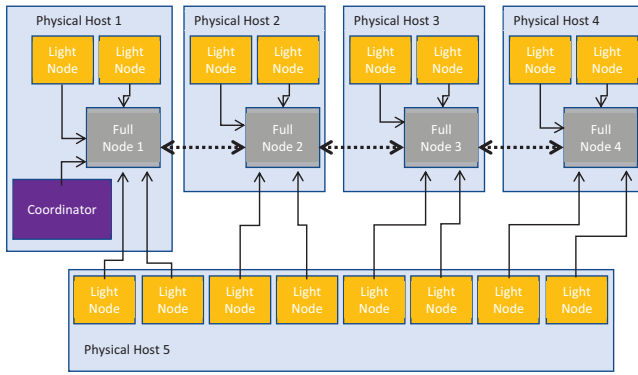 Physical Host 1
Light
Node
Light
Node
Full
Node 1
Coordinator
Physical Host 2
Light
Node
Light
Node
Full
Node 2
Physical Host 3
Light
Node
Light
Node
Full
Node 3
Physical Host 4
Light
Node
Light
Node
Full
Node 4
Light
Node
Light
Node
Light
Node
Light
Node
Light
Node
Light
Node
Light
Node
Light
Node
Physical Host 5